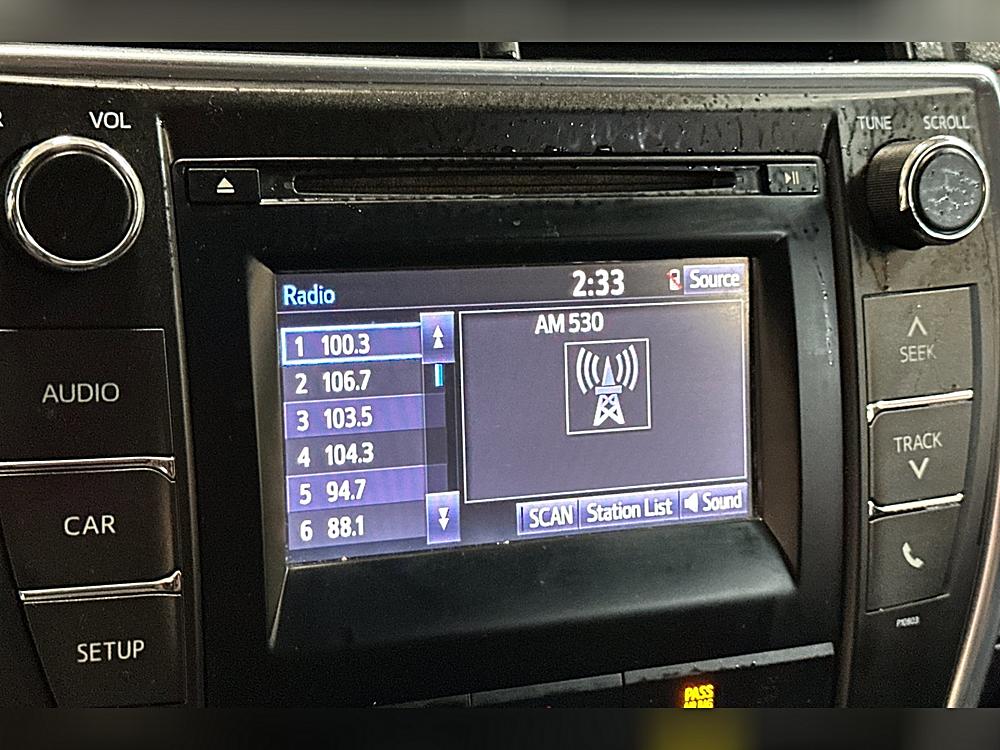 VOL
TUNE SCROLL
Radio 2:33 Source
AM 530
1 100.3
2 106.7
3 103.5
4 104.3
5 94.7
6 88.1
SCAN Station List Sound
AUDIO
CAR
SETUP
SEEK
TRACK
P10803
PASS